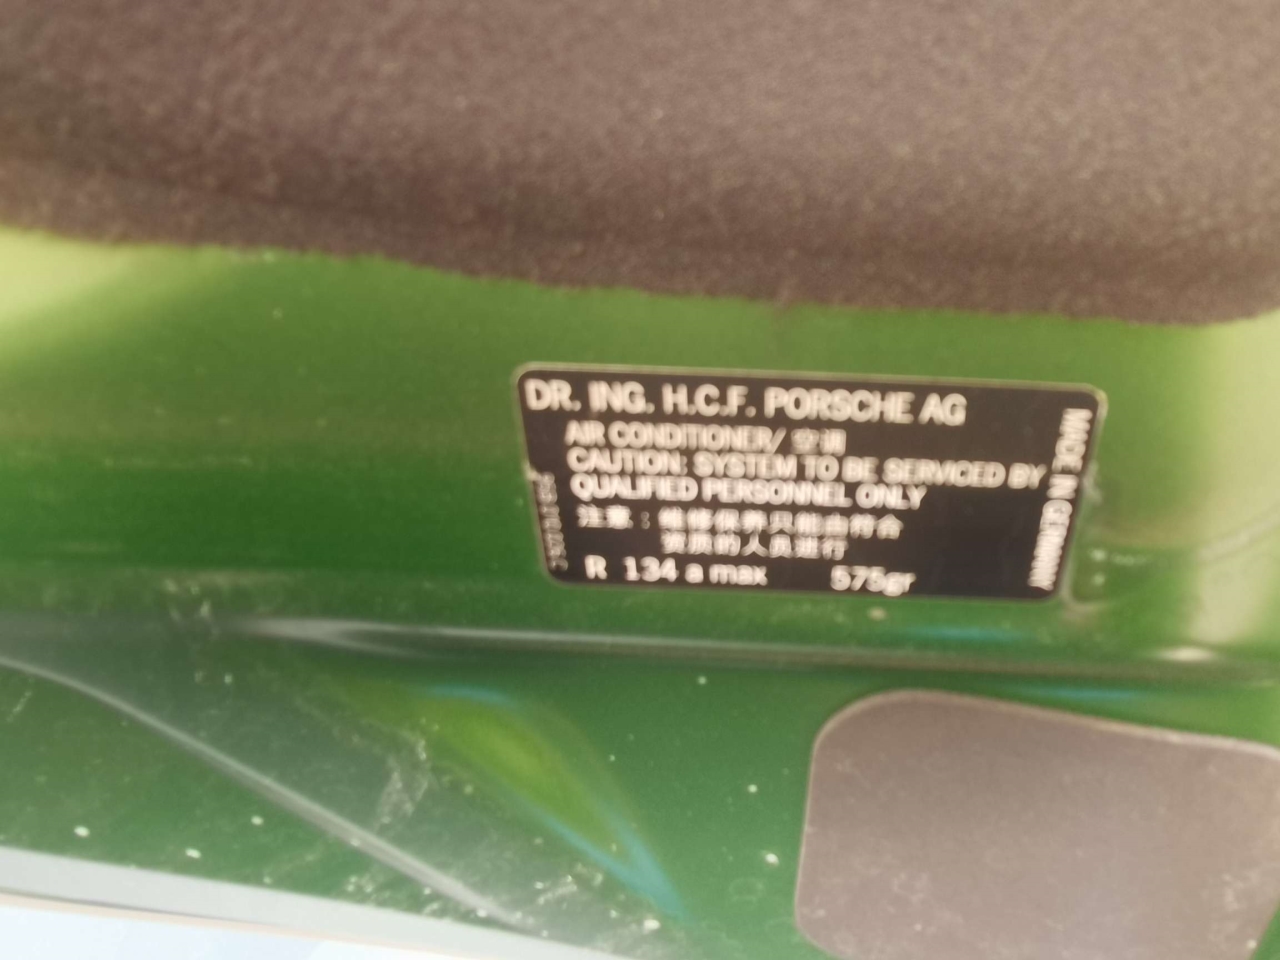 DR. ING. H.C.F. PORSCHE AG
AIR CONDITIONER/ 空调
CAUTION: SYSTEM TO BE SERVICED BY
QUALIFIED PERSONNEL ONLY
注意：维修保养只能由符合
资质的人员进行
R 134 a max 575gr
MADE IN GERMANY